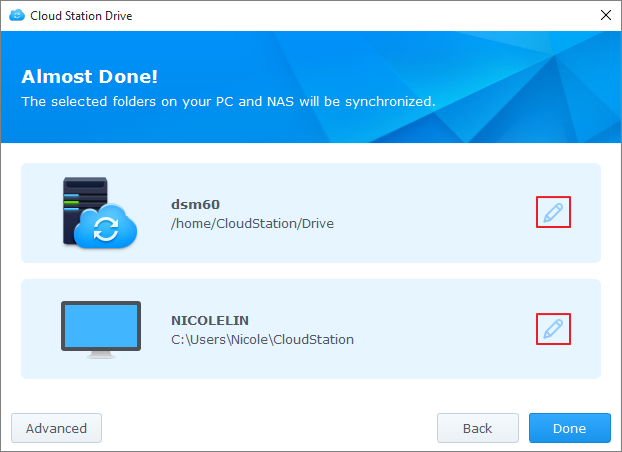 Cloud Station Drive
Almost Done!
The selected folders on your PC and NAS will be synchronized.
dsm60
/home/CloudStation/Drive
NICOLELIN
C:\Users\Nicole\CloudStation
Advanced
Back
Done